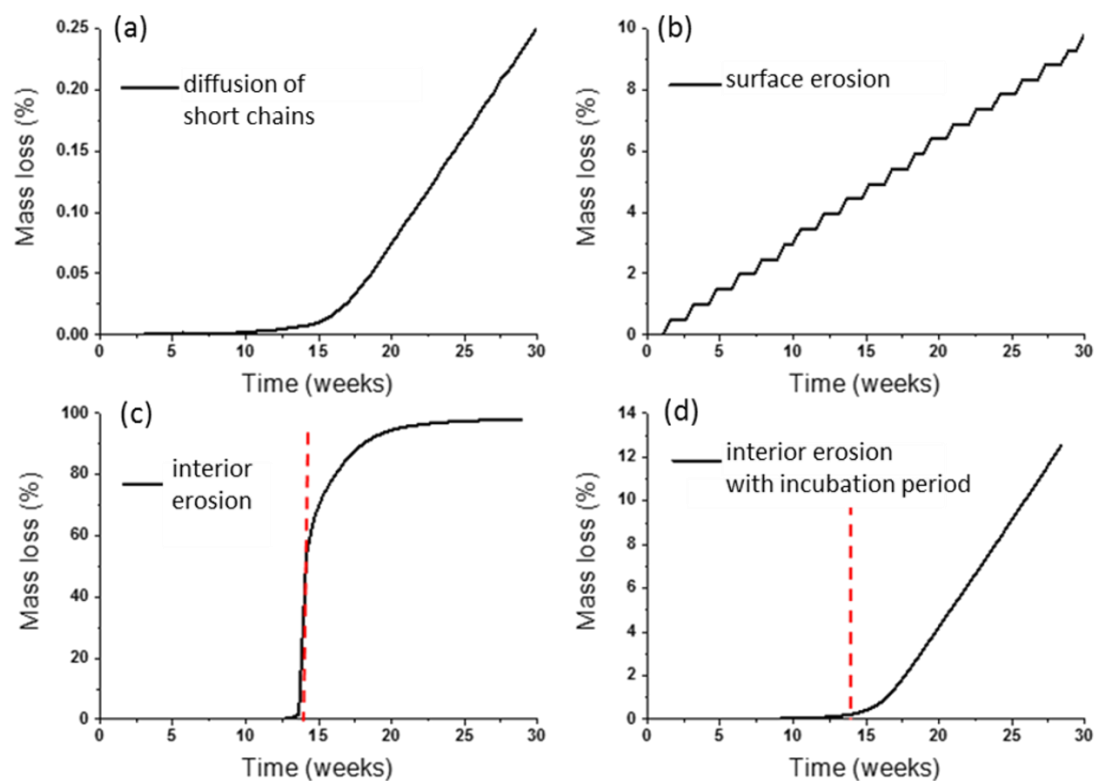 (a)
diffusion of
short chains
0.25
0.20
0.15
0.10
0.05
0.00
Mass loss (%)
0 5 10 15 20 25 30
Time (weeks)
(b)
surface erosion
10
8
6
4
2
0
Mass loss (%)
0 5 10 15 20 25 30
Time (weeks)
(c)
interior
erosion
100
80
60
40
20
0
Mass loss (%)
0 5 10 15 20 25 30
Time (weeks)
(d)
interior erosion
with incubation period
14
12
10
8
6
4
2
0
Mass loss (%)
0 5 10 15 20 25 30
Time (weeks)